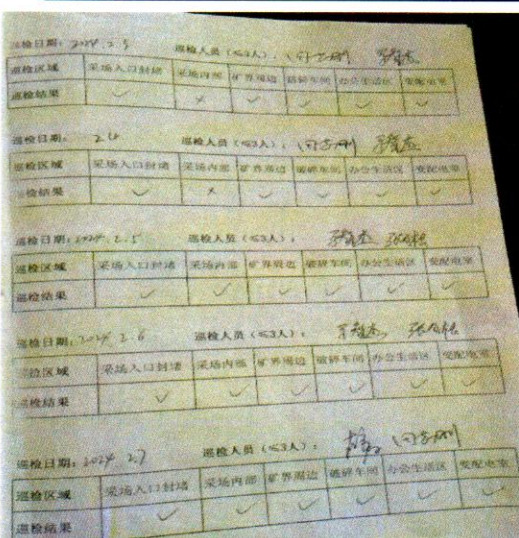 巡检日期：2024.2.3 巡检人员（≤3人）：闫志刚
巡检区域 采场入口封堵 采场内部 矿界周边 破碎车间 办公生活区 变配电室
巡检结果 ✓ × ✓ ✓ ✓ ✓
巡检日期： 2.4 巡检人员（≤3人）：闫志刚
巡检区域 采场入口封堵 采场内部 矿界周边 破碎车间 办公生活区 变配电室
巡检结果 ✓ × ✓ ✓ ✓ ✓
巡检日期：2024.2.5 巡检人员（≤3人）：
巡检区域 采场入口封堵 采场内部 矿界周边 破碎车间 办公生活区 变配电室
巡检结果 ✓ ✓ ✓ ✓ ✓ ✓
巡检日期：2024.2.6 巡检人员（≤3人）：
巡检区域 采场入口封堵 采场内部 矿界周边 破碎车间 办公生活区 变配电室
巡检结果 ✓ ✓ ✓ ✓ ✓ ✓
巡检日期：2024.2.7 巡检人员（≤3人）： 闫志刚
巡检区域 采场入口封堵 采场内部 矿界周边 破碎车间 办公生活区 变配电室
巡检结果 ✓ ✓ ✓ ✓ ✓ ✓